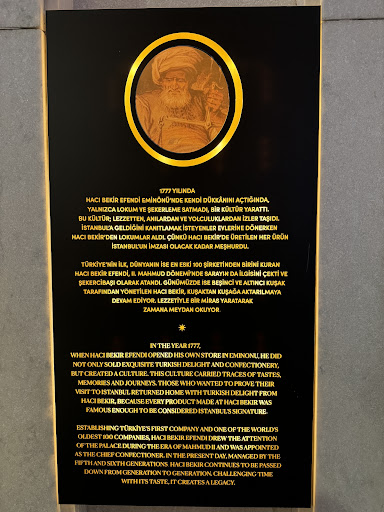 1777 YILINDA
HACI BEKİR EFENDİ EMİNÖNÜ'NDE KENDİ DÜKKÂNINI AÇTIĞINDA,
YALNIZCA LOKUM VE ŞEKERLEME SATMADI, BİR KÜLTÜR YARATTI.
BU KÜLTÜR; LEZZETTEN, ANILARDAN VE YOLCULUKLARDAN İZLER TAŞIDI.
İSTANBUL'A GELDİĞİNİ KANITLAMAK İSTEYENLER EVLERİNE DÖNERKEN
HACI BEKİR'DEN LOKUMLAR ALDI. ÇÜNKÜ HACI BEKİR'DE ÜRETİLEN HER ÜRÜN
İSTANBUL'UN İMZASI OLACAK KADAR MEŞHURDU.
TÜRKİYE'NİN İLK, DÜNYANIN İSE EN ESKİ 100 ŞİRKETİNDEN BİRİNİ KURAN
HACI BEKİR EFENDİ, II. MAHMUD DÖNEMİ'NDE SARAYIN DA İLGİSİNİ ÇEKTİ VE
ŞEKERCİBAŞI OLARAK ATANDI. GÜNÜMÜZDE İSE BEŞİNCİ VE ALTINCI KUŞAK
TARAFINDAN YÖNETİLEN HACI BEKİR, KUŞAKTAN KUŞAĞA AKTARILMAYA
DEVAM EDİYOR. LEZZETİYLE BİR MİRAS YARATARAK
ZAMANA MEYDAN OKUYOR.
IN THE YEAR 1777,
WHEN HACI BEKIR EFENDI OPENED HIS OWN STORE IN EMINONU, HE DID
NOT ONLY SOLD EXQUISITE TURKISH DELIGHT AND CONFECTIONERY,
BUT CREATED A CULTURE. THIS CULTURE CARRIED TRACES OF TASTES,
MEMORIES AND JOURNEYS. THOSE WHO WANTED TO PROVE THEIR
VISIT TO ISTANBUL RETURNED HOME WITH TURKISH DELIGHT FROM
HACI BEKIR, BECAUSE EVERY PRODUCT MADE AT HACI BEKIR WAS
FAMOUS ENOUGH TO BE CONSIDERED ISTANBUL'S SIGNATURE.
ESTABLISHING TÜRKİYE'S FIRST COMPANY AND ONE OF THE WORLD'S
OLDEST 100 COMPANIES, HACI BEKIR EFENDI DREW THE ATTENTION
OF THE PALACE DURING THE ERA OF MAHMUD II AND WAS APPOINTED
AS THE CHIEF CONFECTIONER. IN THE PRESENT DAY, MANAGED BY THE
FIFTH AND SIXTH GENERATIONS HACI BEKIR CONTINUES TO BE PASSED
DOWN FROM GENERATION TO GENERATION. CHALLENGING TIME
WITH ITS TASTE, IT CREATES A LEGACY.